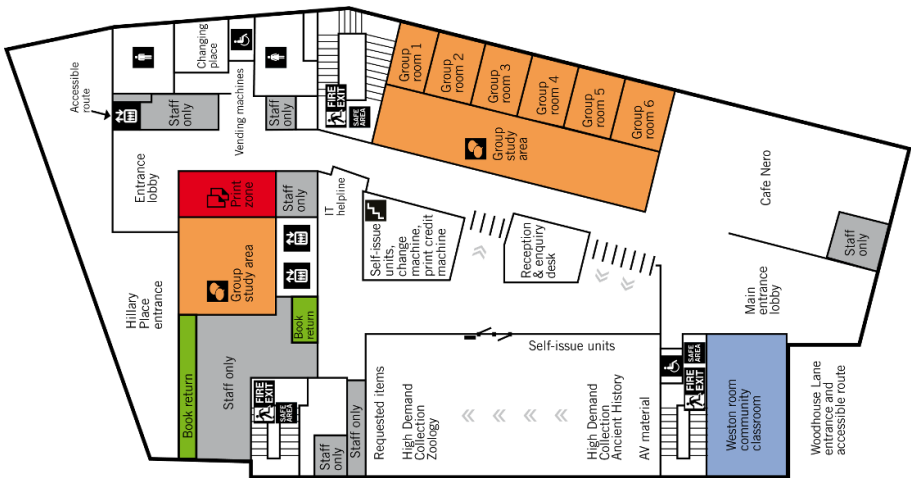 Accessible
route
Changing
place
Vending machines
Staff only
Staff
only
FIRE
EXIT
SAFE
AREA
Group
room 1
Group
room 2
Group
room 3
Group
room 4
Group
room 5
Group
room 6
Group
study
area
Entrance
lobby
Print
zone
Staff
only
IT
helpline
Self-issue
units,
change
machine,
print credit
machine
Reception
& enquiry
desk
Cafe Nero
Staff
only
Main
entrance
lobby
Hillary
Place
entrance
Group
study area
Book return
Staff only
Book
return
FIRE
EXIT
SAFE
AREA
Staff
only
Staff only
Requested items
High Demand
Collection
Zoology
Self-issue units
High Demand
Collection
Ancient History
AV material
SAFE
AREA
FIRE
EXIT
Weston room
community
classroom
Woodhouse Lane
entrance and
accessible route